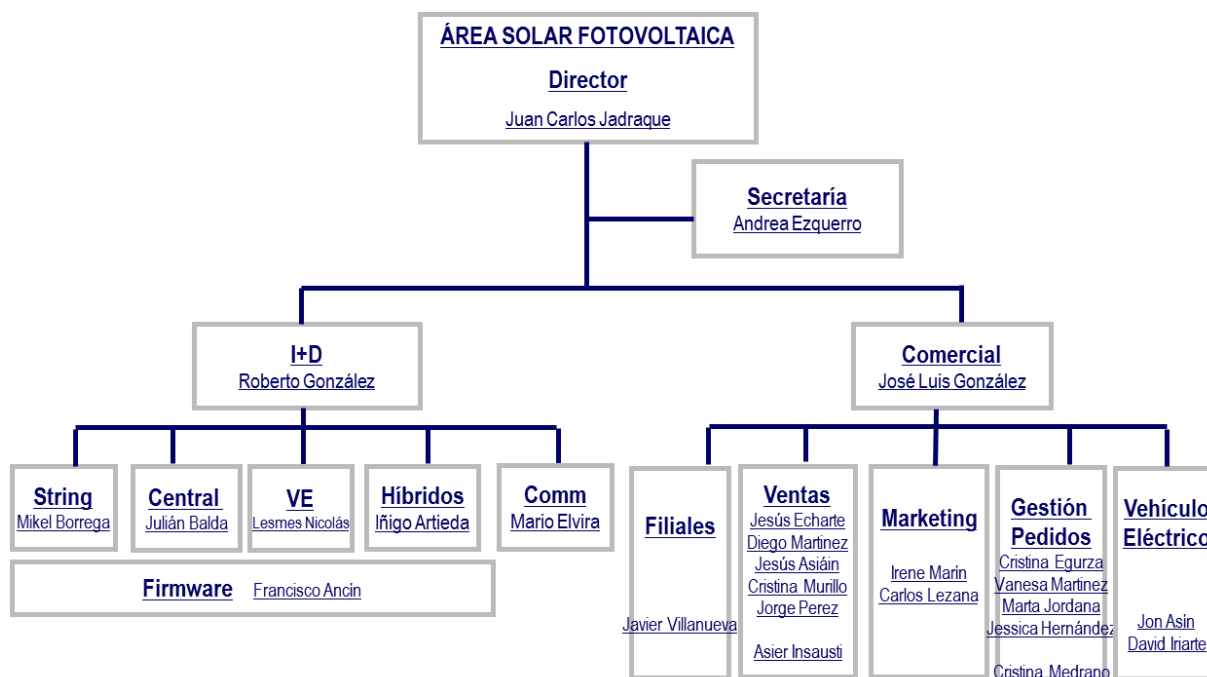 ÁREA SOLAR FOTOVOLTAICA
Director
Juan Carlos Jadraque
Secretaría
Andrea Ezquerro
I+D
Roberto González
Comercial
José Luis González
String
Mikel Borrega
Central
Julián Balda
VE
Lesmes Nicolás
Híbridos
Iñigo Artieda
Comm
Mario Elvira
Firmware Francisco Ancín
Filiales
Javier Villanueva
Ventas
Jesús Echarte
Diego Martinez
Jesús Asiáin
Cristina Murillo
Jorge Perez
Asier Insausti
Marketing
Irene Marin
Carlos Lezana
Gestión
Pedidos
Cristina Egurza
Vanesa Martinez
Marta Jordana
Jessica Hernández
Cristina Medrano
Vehículo
Eléctrico
Jon Asín
David Iriarte